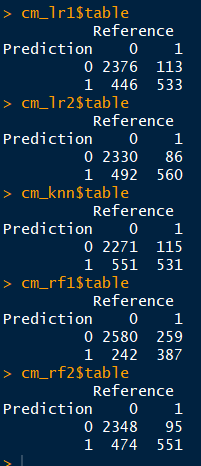 > cm_lr1$table
Reference
Prediction 0 1
0 2376 113
1 446 533
> cm_lr2$table
Reference
Prediction 0 1
0 2330 86
1 492 560
> cm_knn$table
Reference
Prediction 0 1
0 2271 115
1 551 531
> cm_rf1$table
Reference
Prediction 0 1
0 2580 259
1 242 387
> cm_rf2$table
Reference
Prediction 0 1
0 2348 95
1 474 551
>